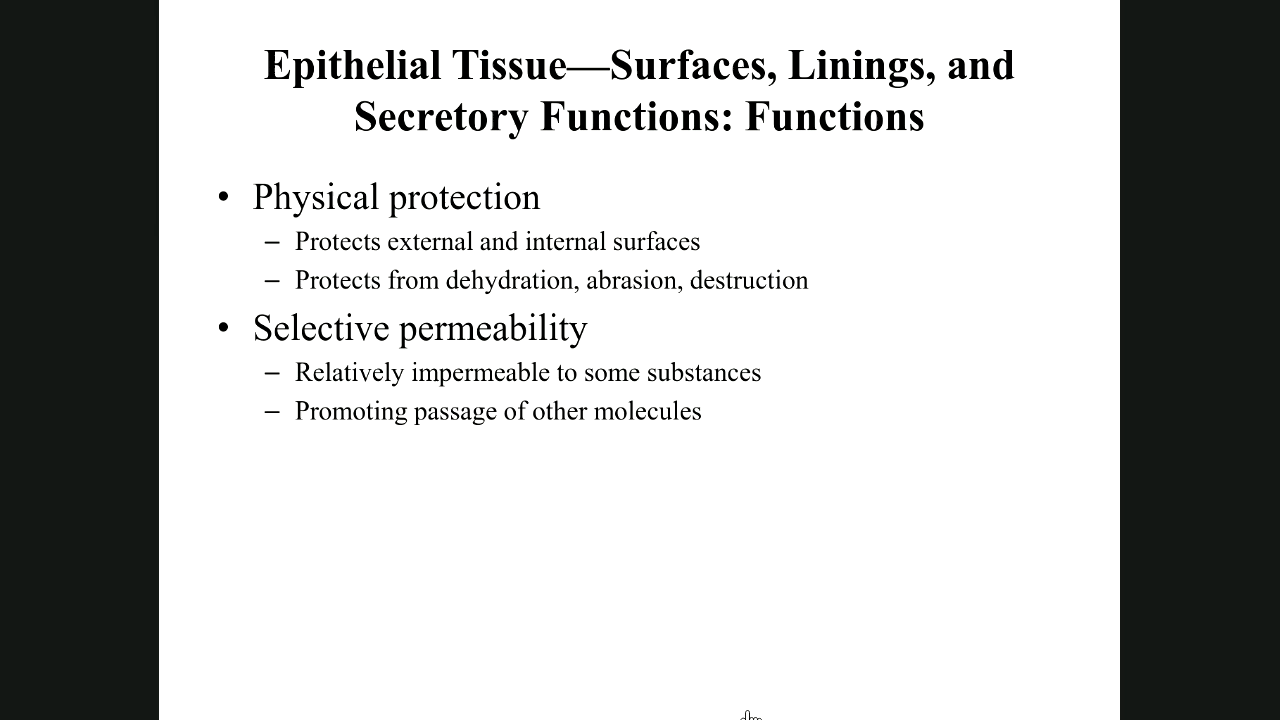 Epithelial Tissue—Surfaces, Linings, and
Secretory Functions: Functions
• Physical protection
– Protects external and internal surfaces
– Protects from dehydration, abrasion, destruction
• Selective permeability
– Relatively impermeable to some substances
– Promoting passage of other molecules